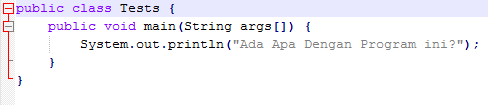 public class Tests {
    public void main(String args[]) {
        System.out.println("Ada Apa Dengan Program ini?");
    }
}